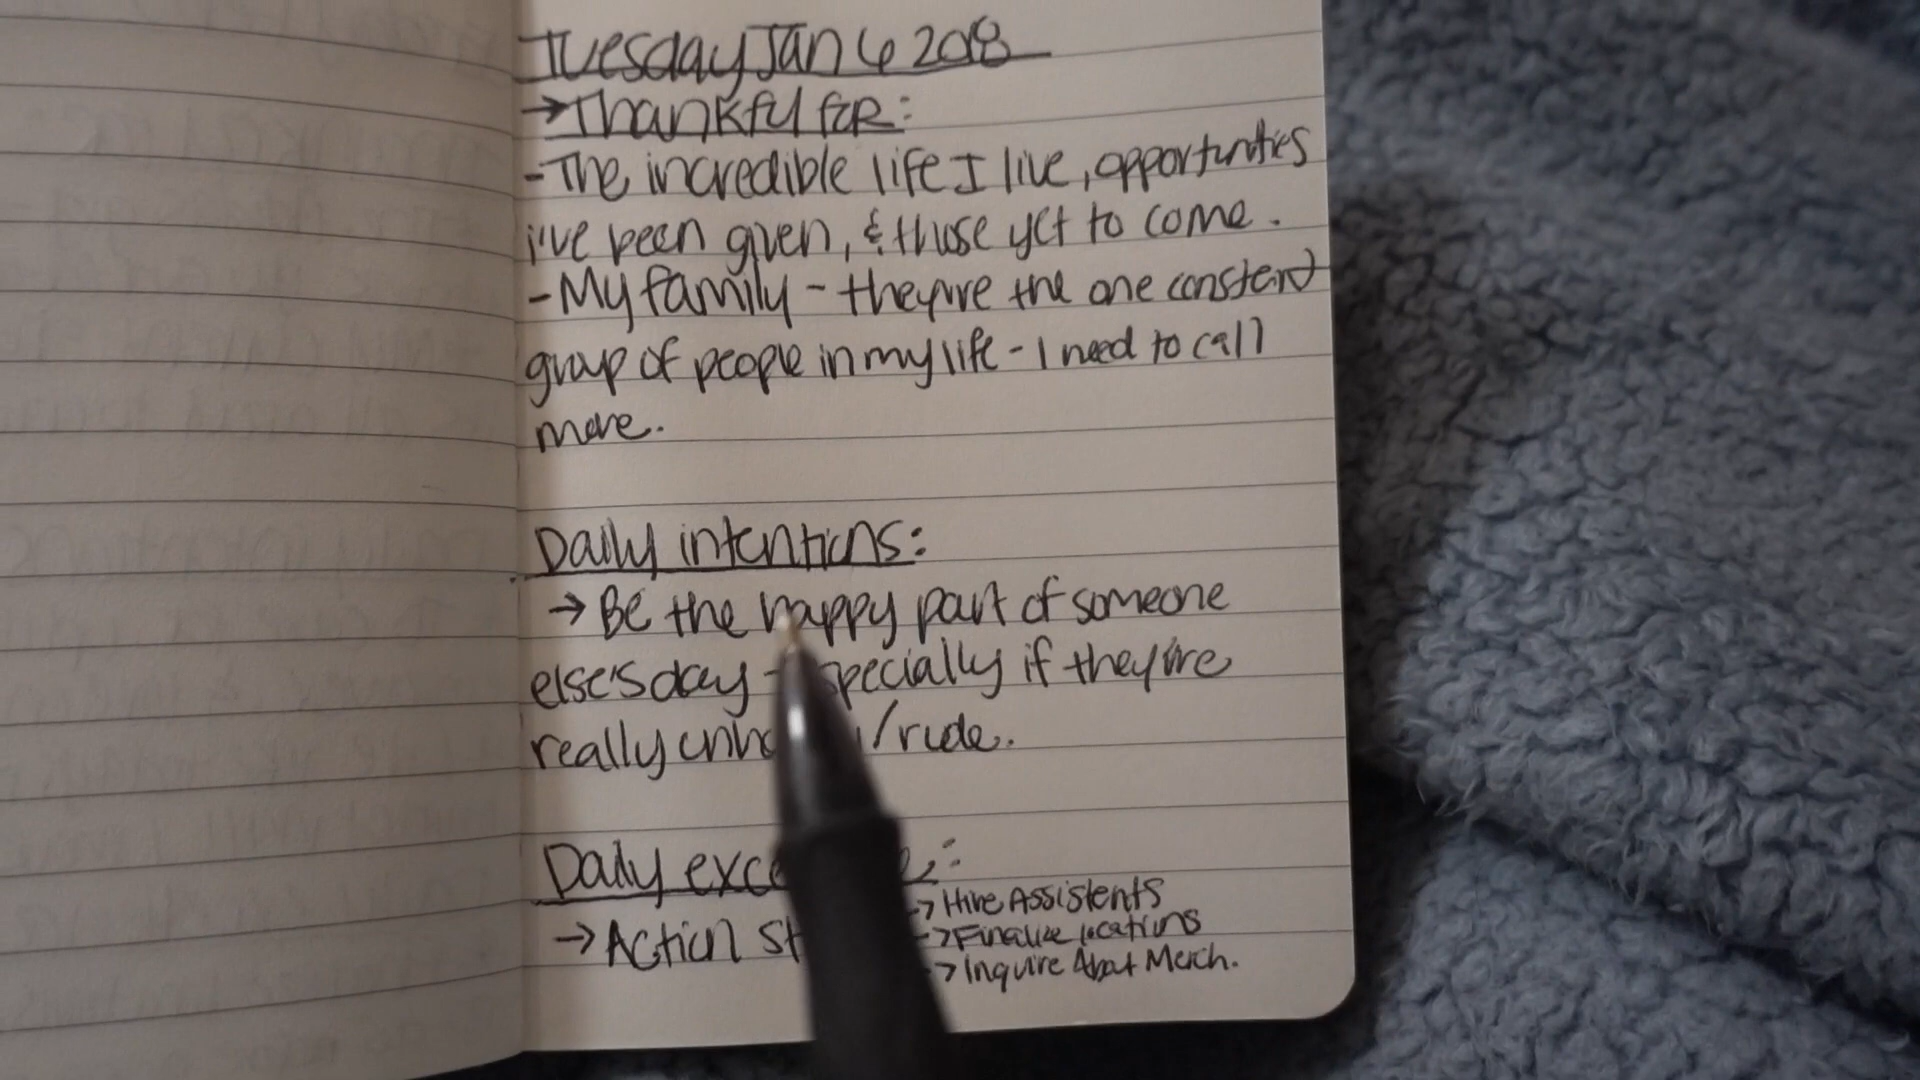 Tuesday Jan 6 2018
→Thankful for:
-The incredible life I live, opportunities
i've been given, & those yet to come.
-My family - they're the one constent
group of people in my life - I need to call
more.
Daily intentions:
→ Be the happy part of someone
else's day - especially if they're
really unh /rude.
Daily exc :
→ Action st
→ Hire Assistents
→ Finalize locations
→ Inquire About Merch.